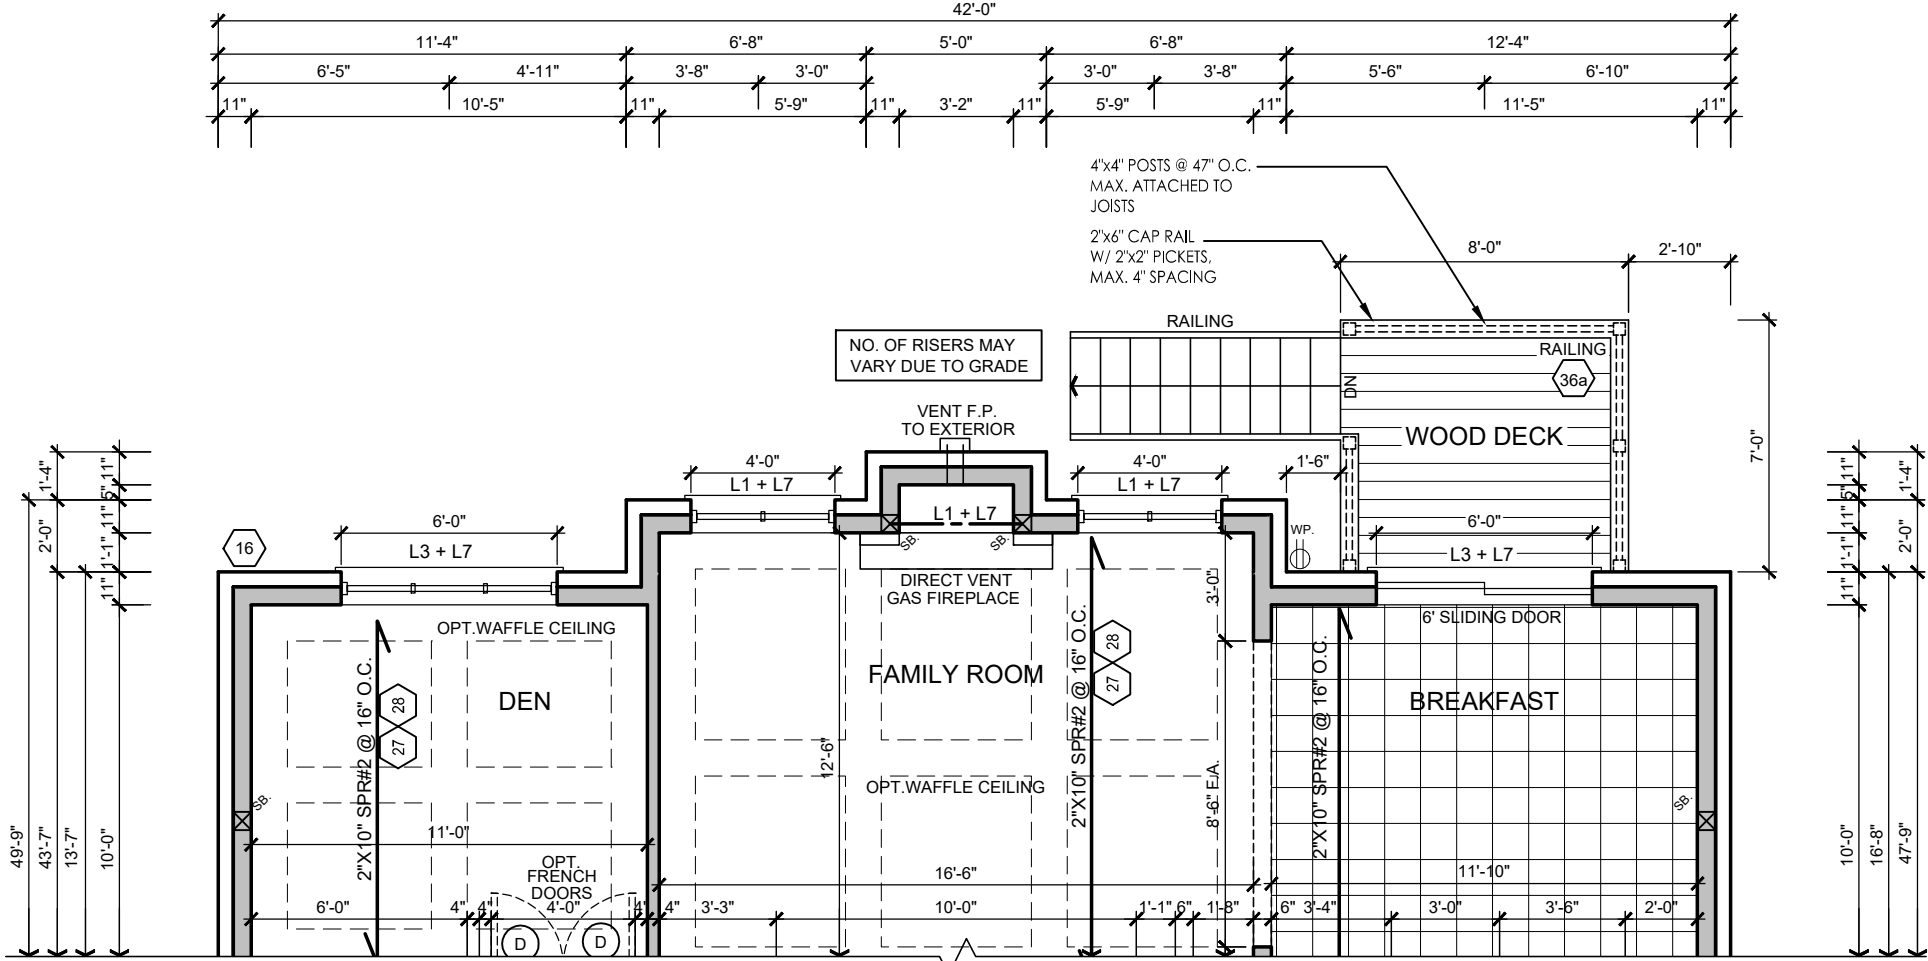 42'-0"
11'-4" 6'-8" 5'-0" 6'-8" 12'-4"
6'-5" 4'-11" 3'-8" 3'-0" 3'-0" 3'-8" 5'-6" 6'-10"
11" 10'-5" 11" 5'-9" 11" 3'-2" 11" 5'-9" 11" 11'-5" 11"
4"x4" POSTS @ 47" O.C.
MAX. ATTACHED TO
JOISTS
2"x6" CAP RAIL
W/ 2"x2" PICKETS,
MAX. 4" SPACING
8'-0" 2'-10"
RAILING
NO. OF RISERS MAY
VARY DUE TO GRADE
RAILING
36a
DN
WOOD DECK
7'-0"
VENT F.P.
TO EXTERIOR
4'-0" 4'-0" 1'-6"
L1 + L7 L1 + L7
L1 + L7
6'-0" 6'-0"
L3 + L7 L3 + L7
16
WP.
SB. SB.
DIRECT VENT
GAS FIREPLACE
6' SLIDING DOOR
OPT.WAFFLE CEILING
3'-0"
DEN
FAMILY ROOM
BREAKFAST
2"X10" SPR#2 @ 16" O.C.
28
27
2"X10" SPR#2 @ 16" O.C.
28
27
2"X10" SPR#2 @ 16" O.C.
12'-6"
8'-6" F.A.
OPT.WAFFLE CEILING
SB. SB.
11'-0"
OPT.
FRENCH
DOORS
16'-6" 11'-10"
6'-0" 4" 4" 4'-0" 4" 4" 3'-3" 10'-0" 1'-1" 6" 1'-8" 6" 3'-4" 3'-0" 3'-6" 2'-0"
D D
1'-4" 11"
5"
2'-0" 11"
1'-1"
11"
49'-9" 43'-7" 13'-7" 10'-0"
11" 1'-4"
5"
11" 2'-0"
1'-1"
11"
10'-0" 16'-8" 47'-9"